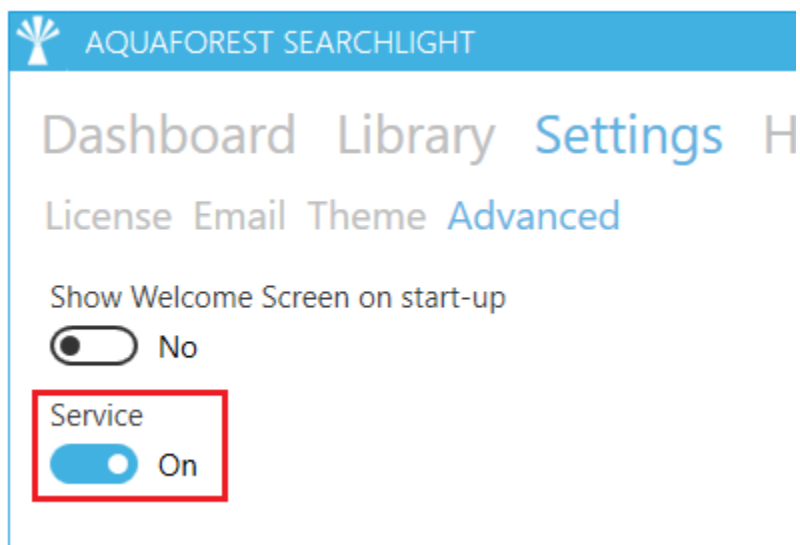 AQUAFOREST SEARCHLIGHT
Dashboard Library Settings H
License Email Theme Advanced
Show Welcome Screen on start-up
No
Service
On